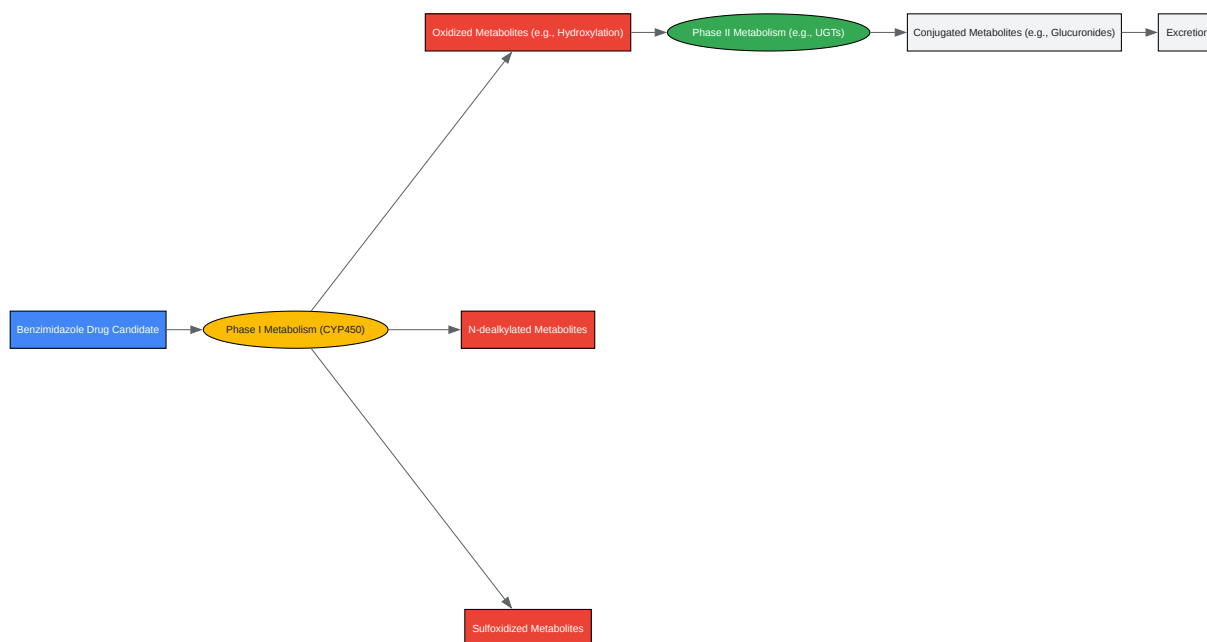 Oxidized Metabolites (e.g., Hydroxylation)
Phase II Metabolism (e.g., UGTs)
Conjugated Metabolites (e.g., Glucuronides)
Excretion
Benzimidazole Drug Candidate
Phase I Metabolism (CYP450)
N-dealkylated Metabolites
Sulfoxidized Metabolites